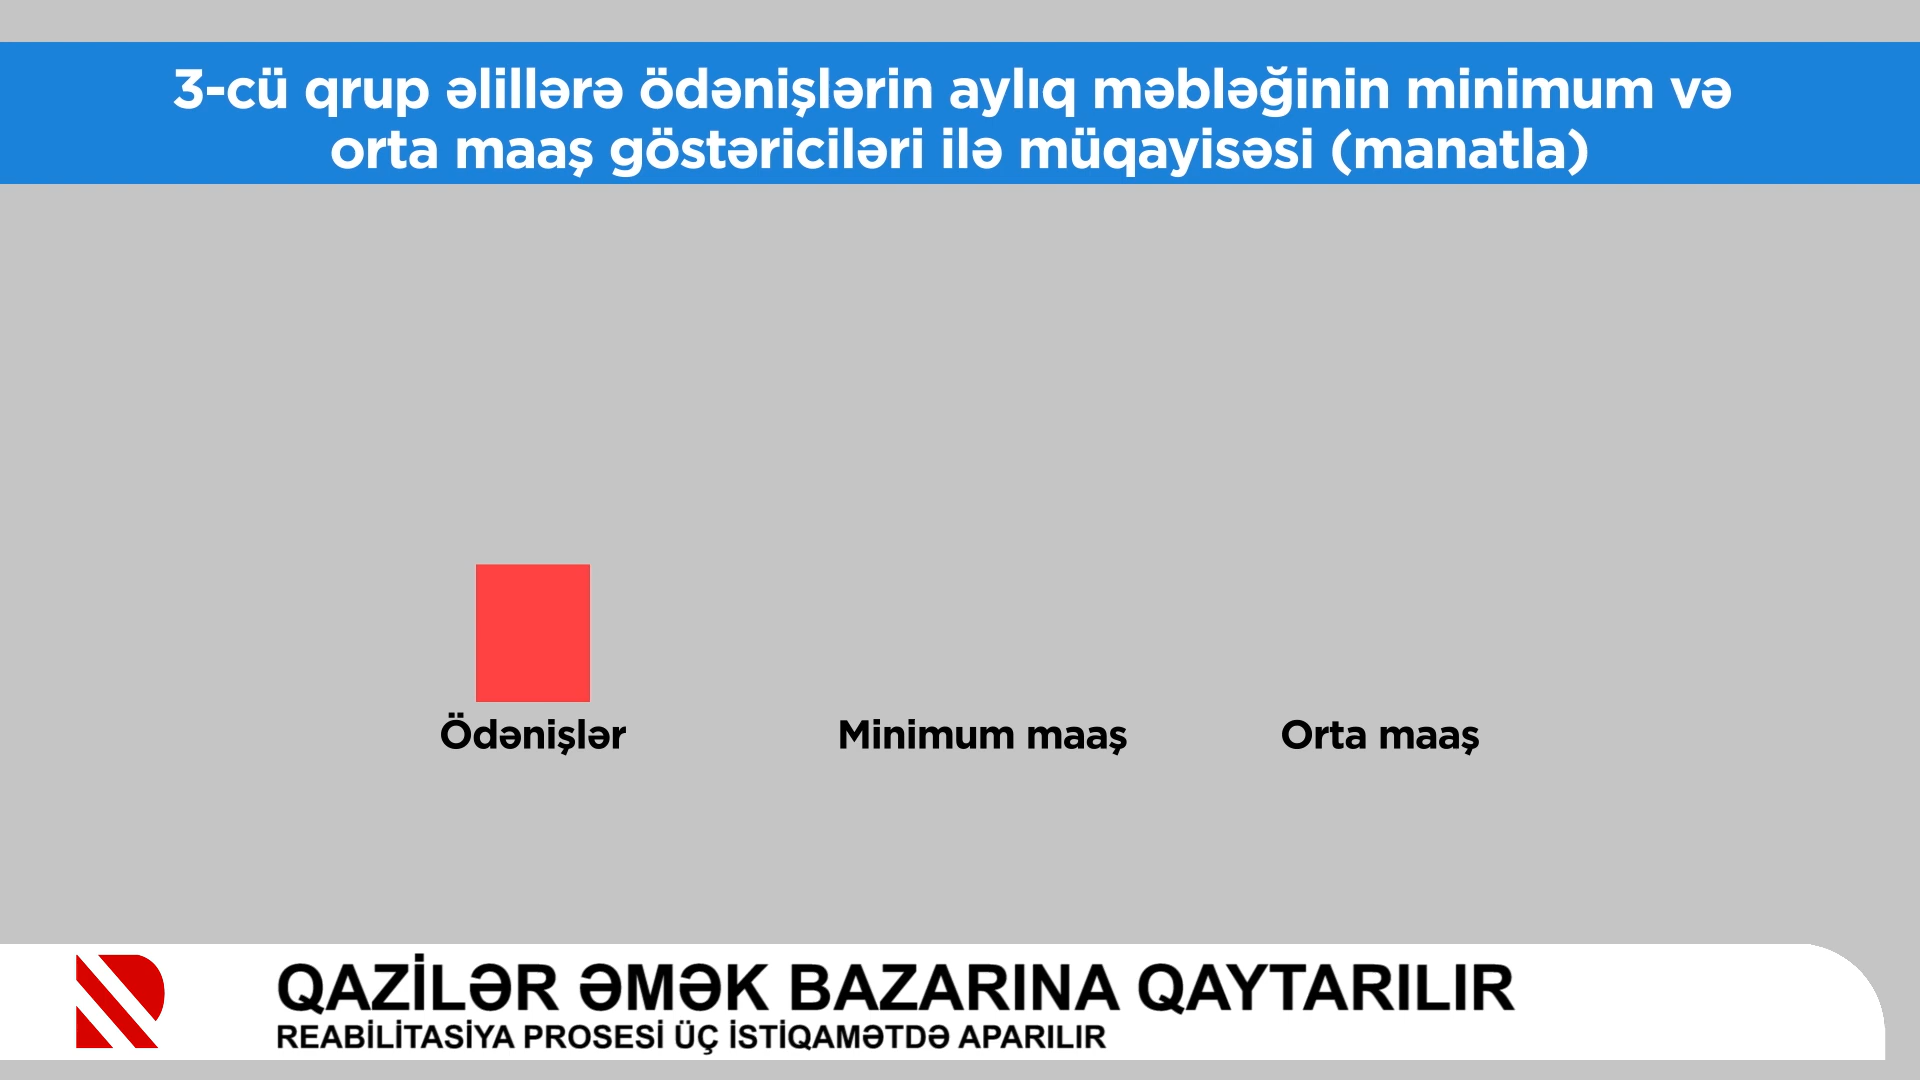 3-cü qrup əlillərə ödənişlərin aylıq məbləğinin minimum və
orta maaş göstəriciləri ilə müqayisəsi (manatla)
Ödənişlər
Minimum maaş
Orta maaş
QAZİLƏR ƏMƏK BAZARINA QAYTARILIR
REABİLİTASİYA PROSESİ ÜÇ İSTİQAMƏTDƏ APARILIR